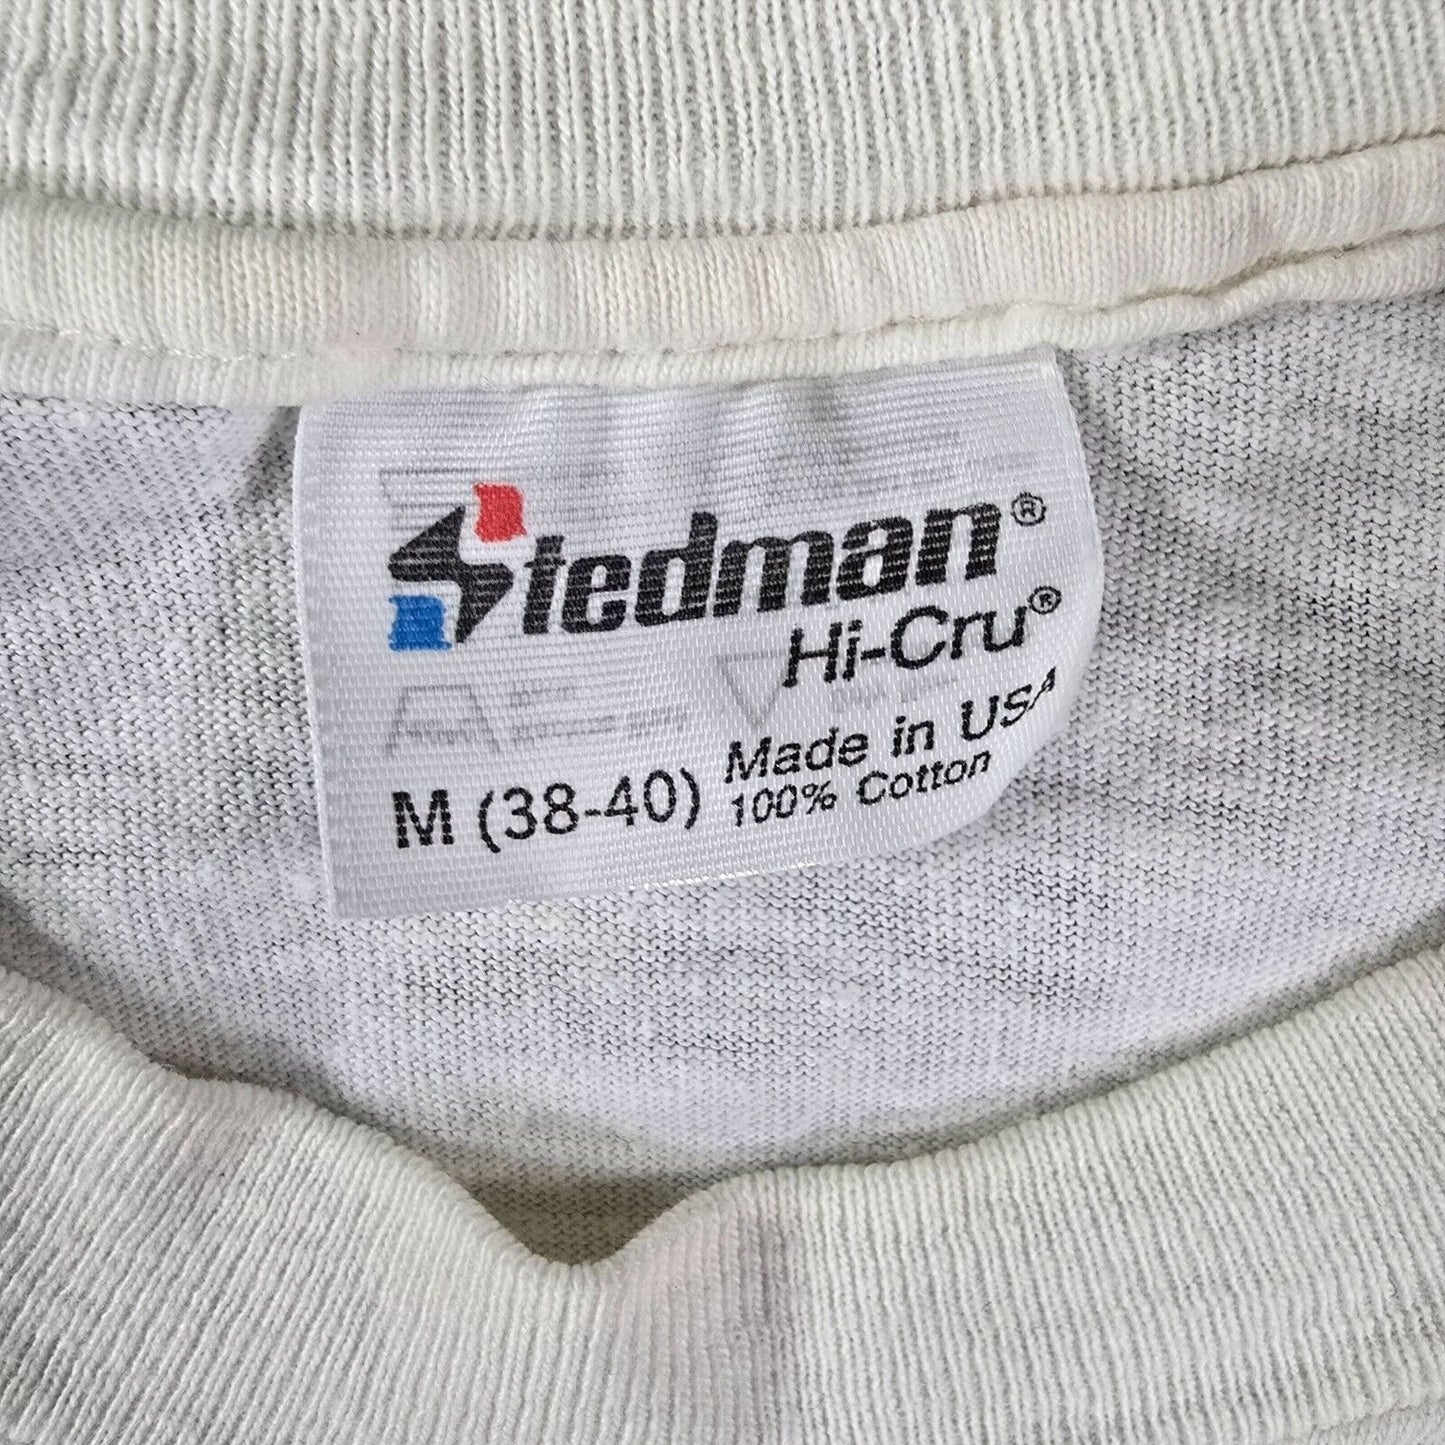 Stedman®
Hi-Cru®
Made in USA
M (38-40) 100% Cotton